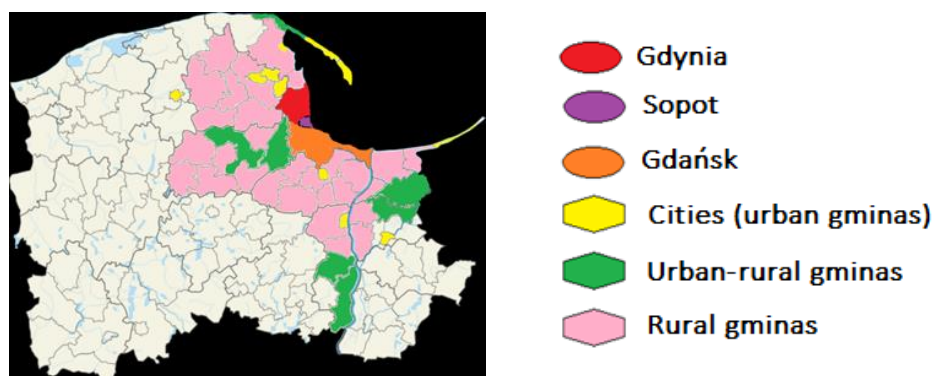 Gdynia
Sopot
Gdańsk
Cities (urban gminas)
Urban-rural gminas
Rural gminas